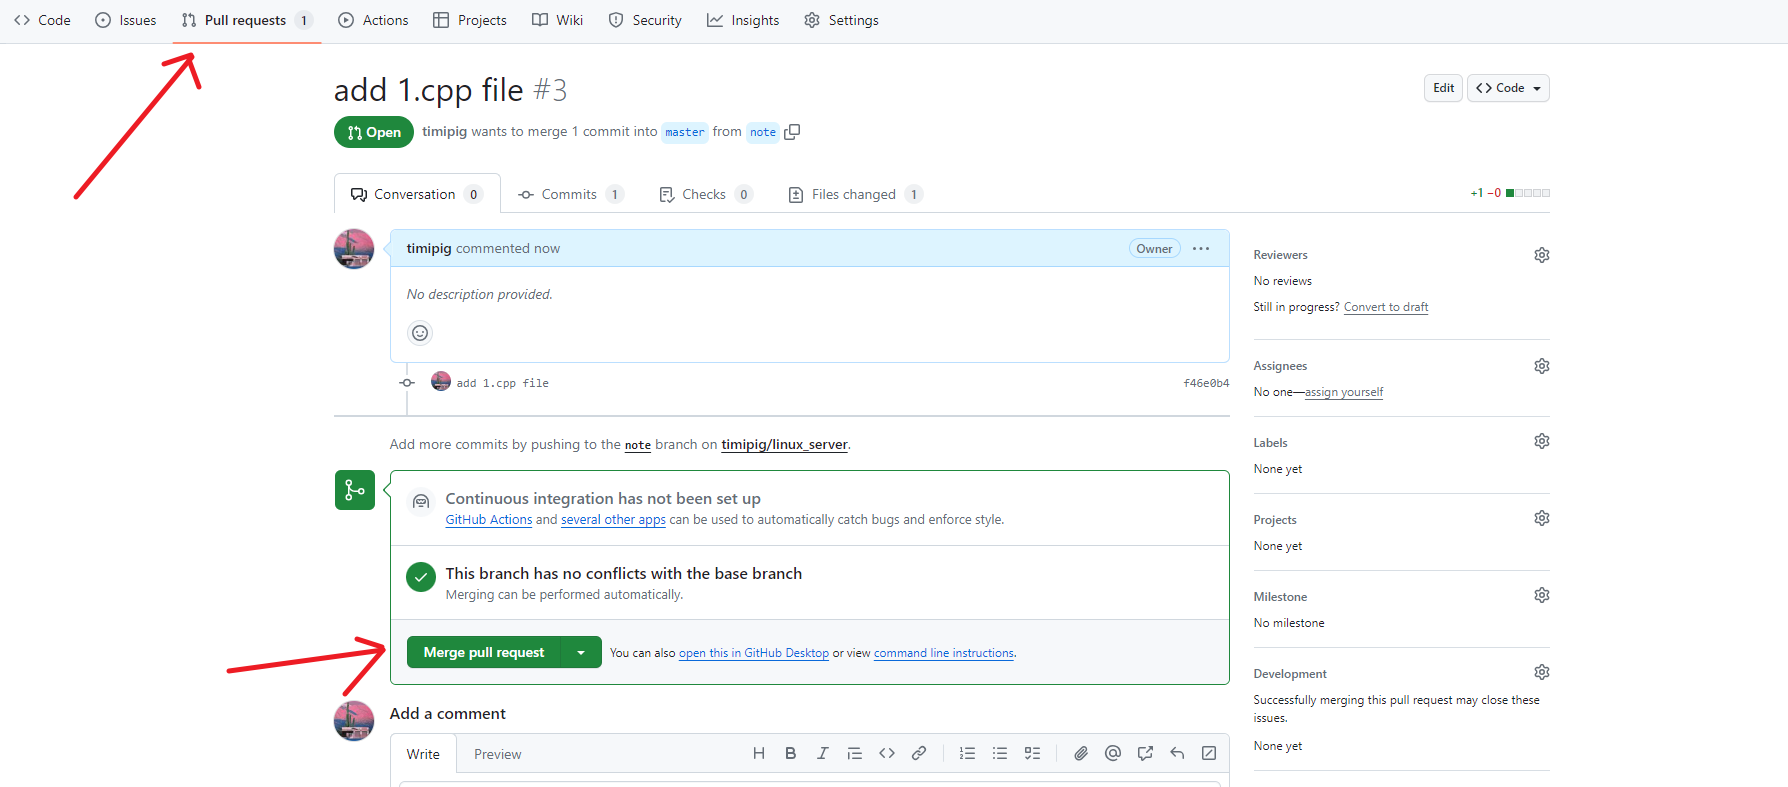 Code Issues Pull requests 1 Actions Projects Wiki Security Insights Settings
add 1.cpp file #3
Edit Code
Open timipig wants to merge 1 commit into master from note
Conversation 0 Commits 1 Checks 0 Files changed 1
+1 −0
timipig commented now Owner
No description provided.
add 1.cpp file f46e0b4
Add more commits by pushing to the note branch on timipig/linux_server.
Continuous integration has not been set up
GitHub Actions and several other apps can be used to automatically catch bugs and enforce style.
This branch has no conflicts with the base branch
Merging can be performed automatically.
Merge pull request You can also open this in GitHub Desktop or view command line instructions.
Add a comment
Write Preview
Reviewers
No reviews
Still in progress? Convert to draft
Assignees
No one—assign yourself
Labels
None yet
Projects
None yet
Milestone
No milestone
Development
Successfully merging this pull request may close these
issues.
None yet